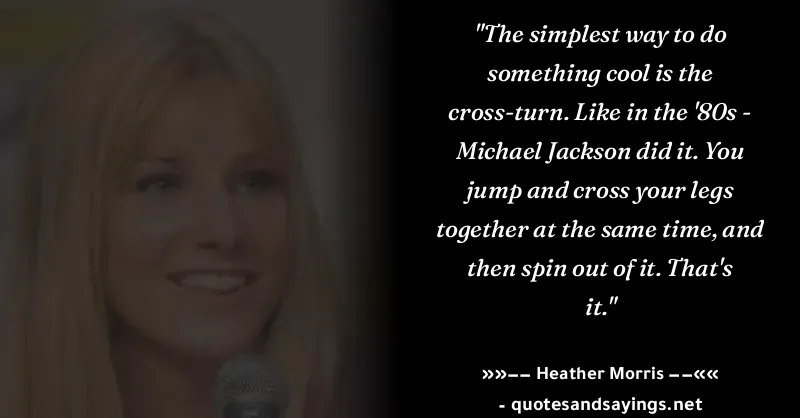 "The simplest way to do
something cool is the
cross-turn. Like in the '80s -
Michael Jackson did it. You
jump and cross your legs
together at the same time, and
then spin out of it. That's
it."
»»−− Heather Morris −−««
- quotesandsayings.net